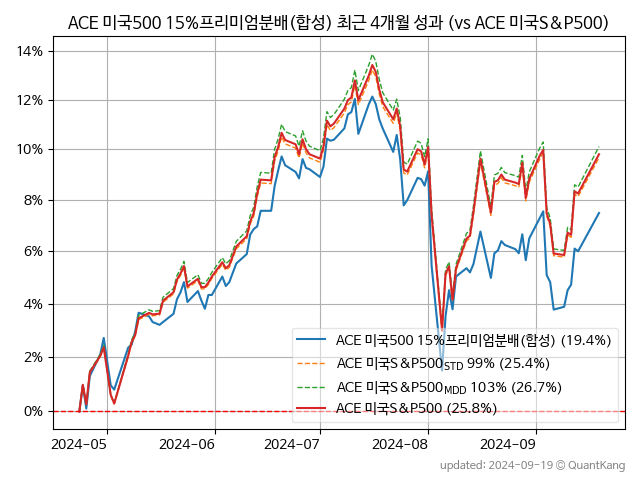 ACE 미국500 15%프리미엄분배(합성) 최근 4개월 성과 (vs ACE 미국S&P500)
14%
12%
10%
8%
6%
4%
2%
0%
ACE 미국500 15%프리미엄분배(합성) (19.4%)
ACE 미국S&P500STD 99% (25.4%)
ACE 미국S&P500MDD 103% (26.7%)
ACE 미국S&P500 (25.8%)
2024-05 2024-06 2024-07 2024-08 2024-09
updated: 2024-09-19 © QuantKang